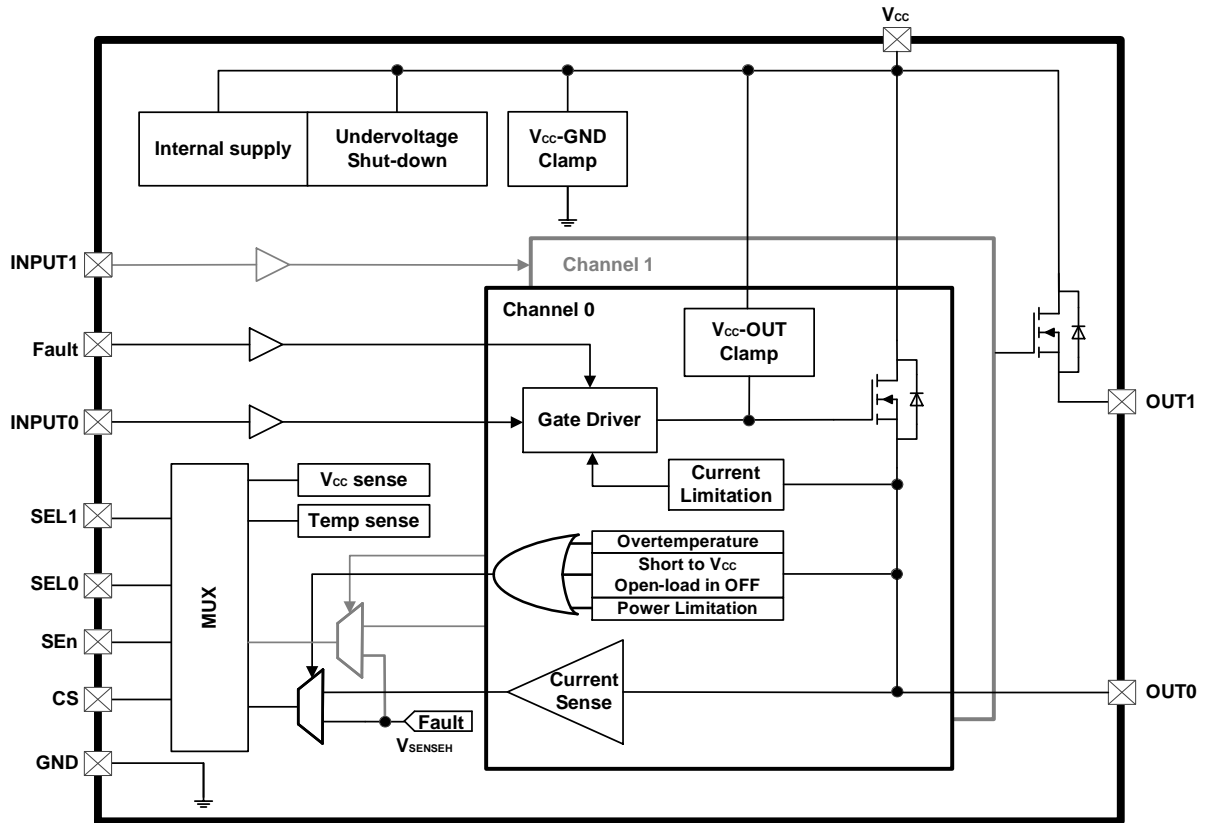 Vcc
Internal supply
Undervoltage
Shut-down
Vcc-GND
Clamp
INPUT1
Channel 1
Channel 0
Fault
Vcc-OUT
Clamp
INPUT0
Gate Driver
OUT1
Current
Limitation
Vcc sense
Temp sense
SEL1
SEL0
SEn
CS
GND
MUX
Overtemperature
Short to Vcc
Open-load in OFF
Power Limitation
Current
Sense
Fault
VSENSEH
OUT0